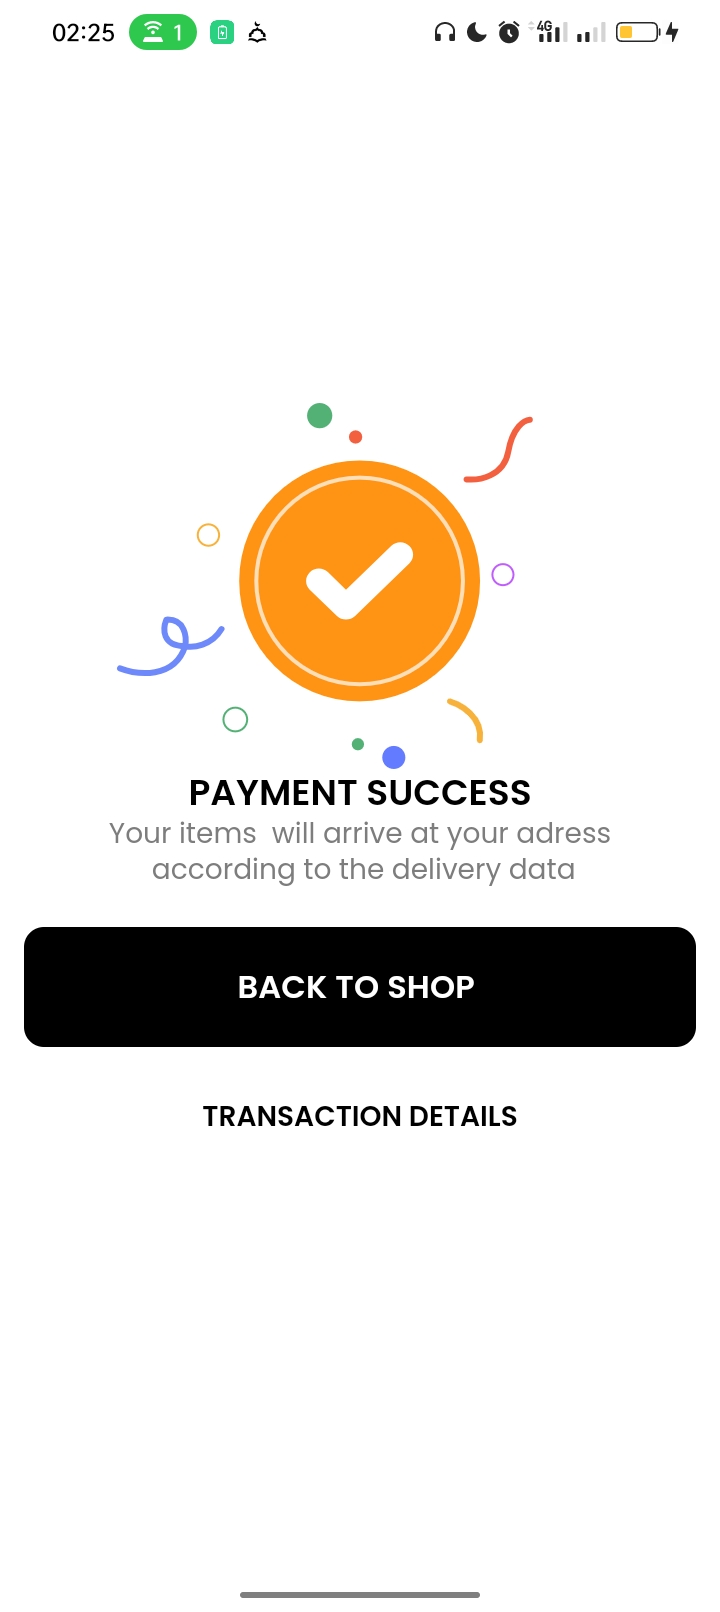 02:25
1
4G
PAYMENT SUCCESS
Your items  will arrive at your adress
according to the delivery data
BACK TO SHOP
TRANSACTION DETAILS